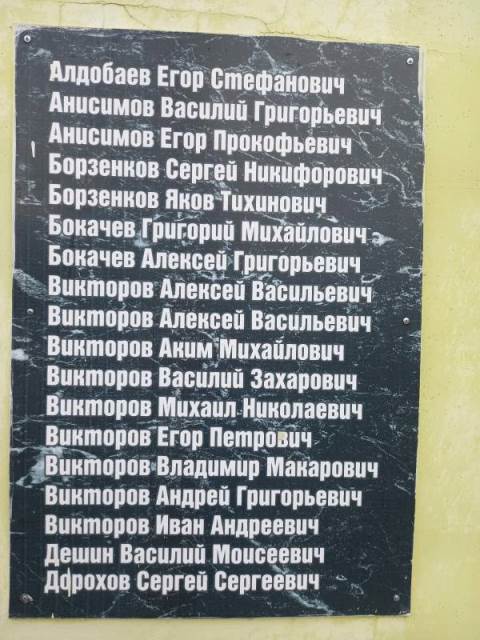 Алдобаев Егор Стефанович
Анисимов Василий Григорьевич
Анисимов Егор Прокофьевич
Борзенков Сергей Никифорович
Борзенков Яков Тихинович
Бокачев Григорий Михайлович
Бокачев Алексей Григорьевич
Викторов Алексей Васильевич
Викторов Алексей Васильевич
Викторов Аким Михайлович
Викторов Василий Захарович
Викторов Михаил Николаевич
Викторов Егор Петрович
Викторов Владимир Макарович
Викторов Андрей Григорьевич
Викторов Иван Андреевич
Дешин Василий Моисеевич
Дфрохов Сергей Сергеевич